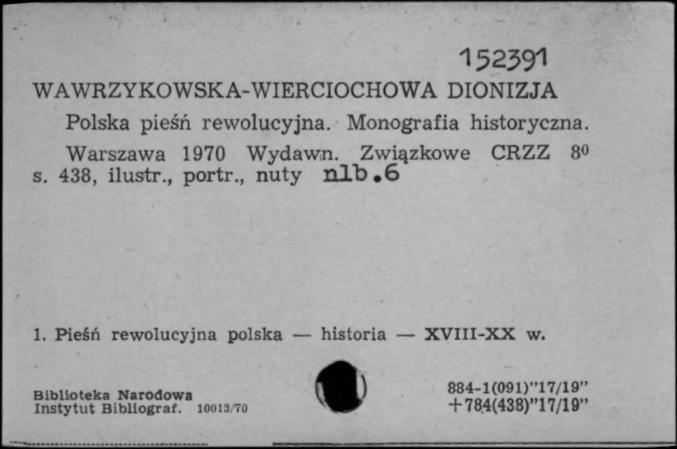 152391
WAWRZYKOWSKA-WIERCIOCHOWA DIONIZJA
Polska pieśń rewolucyjna. Monografia historyczna.
Warszawa 1970 Wydawn. Związkowe CRZZ 8⁰
s. 438, ilustr., portr., nuty nlb.6
1. Pieśń rewolucyjna polska — historia — XVIII-XX w.
Biblioteka Narodowa
Instytut Bibliograf. 10013/70
884-1(091)"17/19"
+784(438)"17/19"